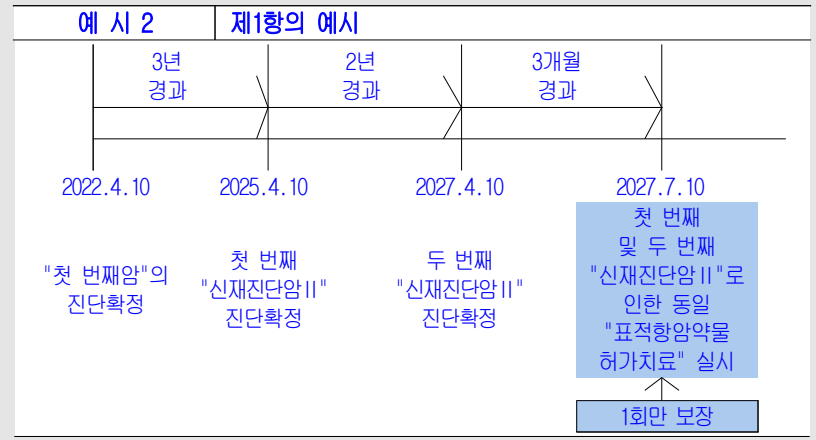 예 시 2
제1항의 예시
3년
경과
2년
경과
3개월
경과
2022.4.10
2025.4.10
2027.4.10
2027.7.10
"첫 번째암"의
진단확정
첫 번째
"신재진단암Ⅱ"
진단확정
두 번째
"신재진단암Ⅱ"
진단확정
첫 번째
및 두 번째
"신재진단암Ⅱ"로
인한 동일
"표적항암약물
허가치료" 실시
1회만 보장